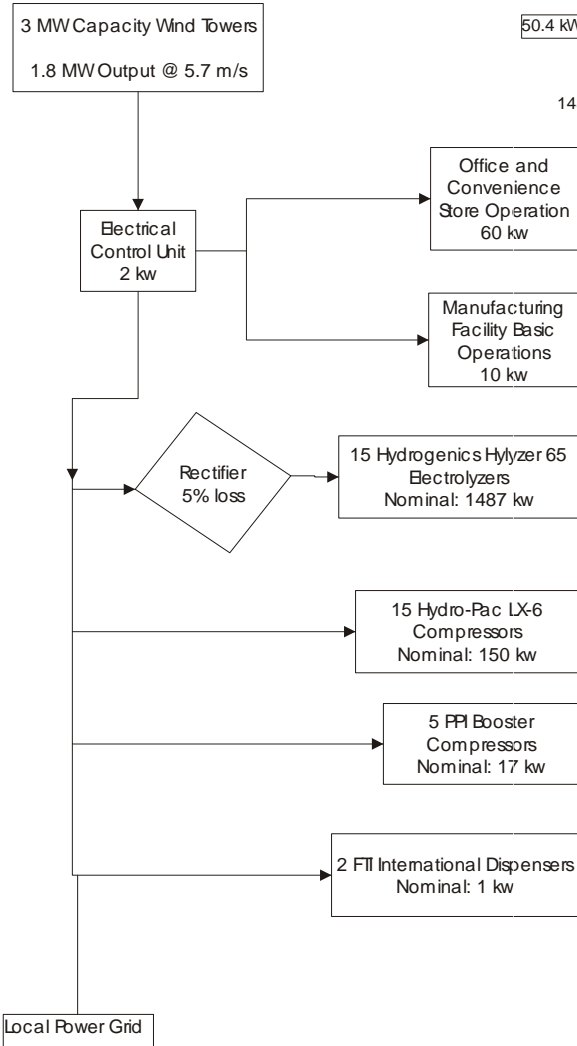 3 MW Capacity Wind Towers
1.8 MW Output @ 5.7 m/s
50.4 kW
14
Office and
Convenience
Store Operation
60 kw
Electrical
Control Unit
2 kw
Manufacturing
Facility Basic
Operations
10 kw
Rectifier
5% loss
15 Hydrogenics Hylyzer 65
Electrolyzers
Nominal: 1487 kw
15 Hydro-Pac LX-6
Compressors
Nominal: 150 kw
5 PPI Booster
Compressors
Nominal: 17 kw
2 FTI International Dispensers
Nominal: 1 kw
Local Power Grid